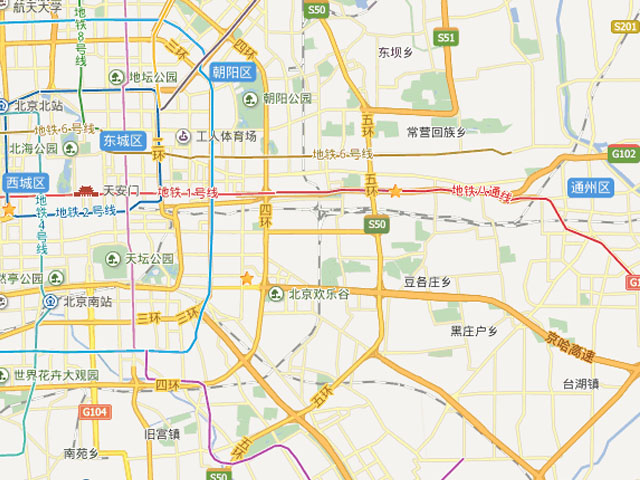 航天大学
地铁8号线
三环
四环
S50
S51
S201
东坝乡
朝阳区
地坛公园
朝阳公园
北京北站
五环
北海公园
地铁6号线
东城区
二环
工人体育场
常营回族乡
地铁6号线
G102
西城区
天安门
地铁1号线
五环
地铁八通线
通州区
地铁2号线
地铁4号线
四环
S50
天坛公园
然亭公园
豆各庄乡
北京南站
北京欢乐谷
三环
三环
黑庄户乡
京哈高速
世界花卉大观园
四环
五环
台湖镇
G104
旧宫镇
南苑乡
五环
S50